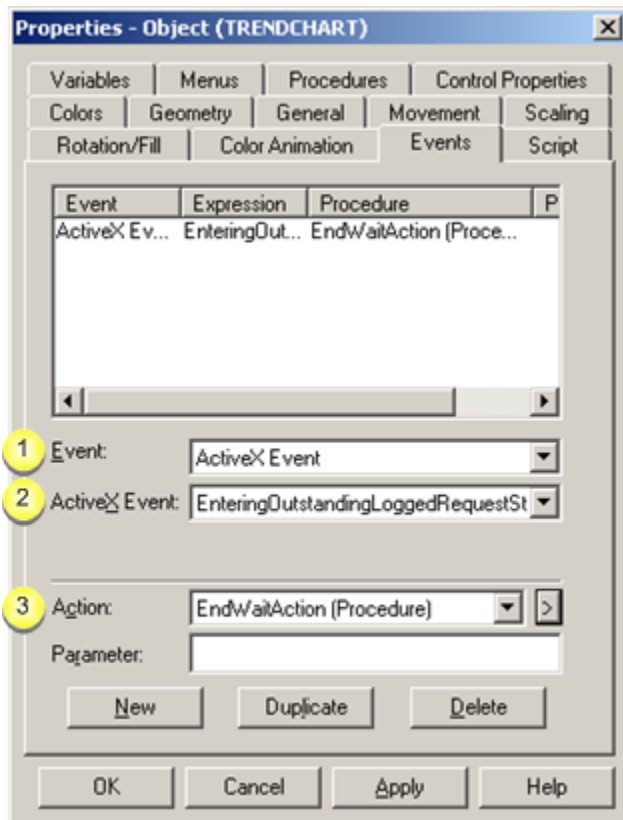 Properties - Object (TRENDCHART)
Variables Menus Procedures Control Properties
Colors Geometry General Movement Scaling
Rotation/Fill Color Animation Events Script
Event Expression Procedure P
ActiveX Ev... EnteringOut... EndWaitAction (Proce...
1 Event: ActiveX Event
2 ActiveX Event: EnteringOutstandingLoggedRequestSt
3 Action: EndWaitAction (Procedure) >
Parameter:
New Duplicate Delete
OK Cancel Apply Help